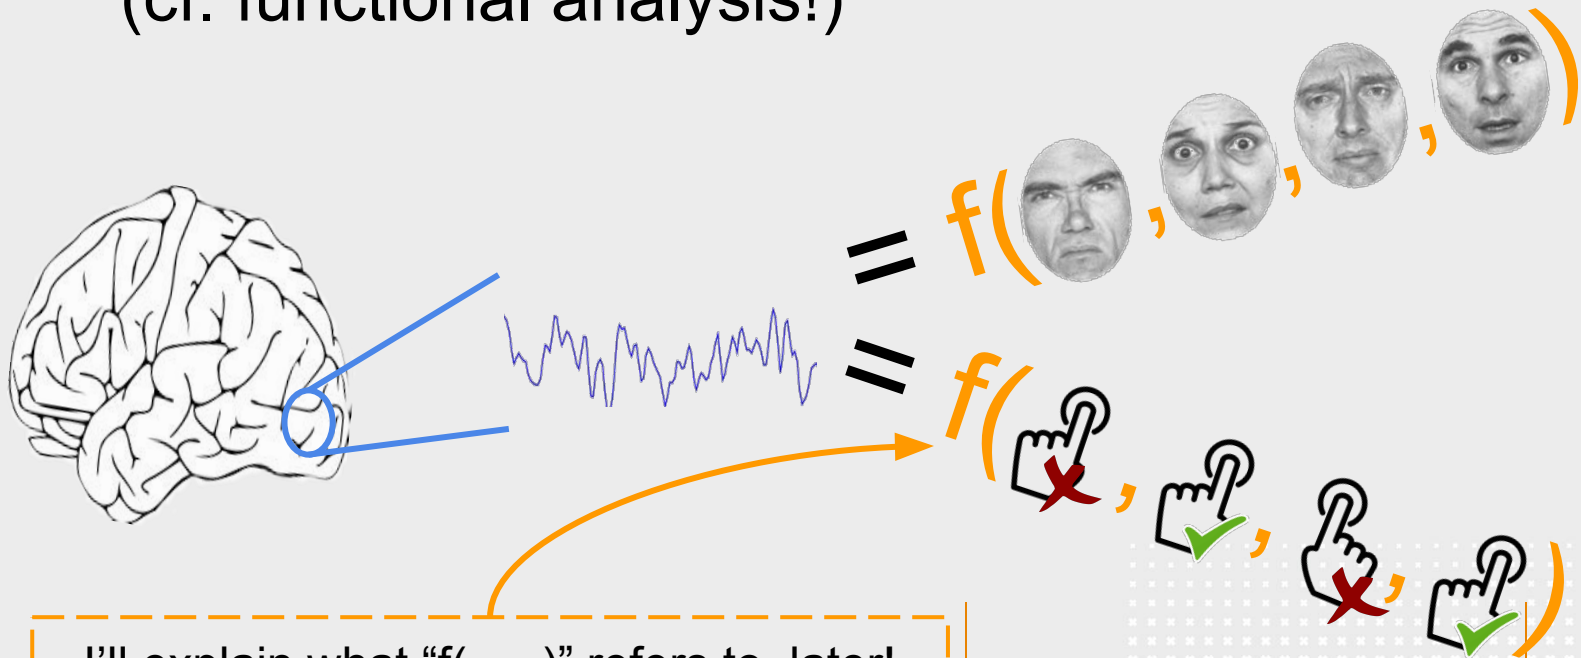 (cf. functional analysis!)
= f( , , , )
= f( , , , )
I'll explain what “f(......)” refers to later!